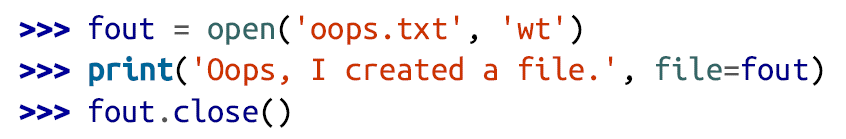 >>> fout = open('oops.txt', 'wt')
>>> print('Oops, I created a file.', file=fout)
>>> fout.close()